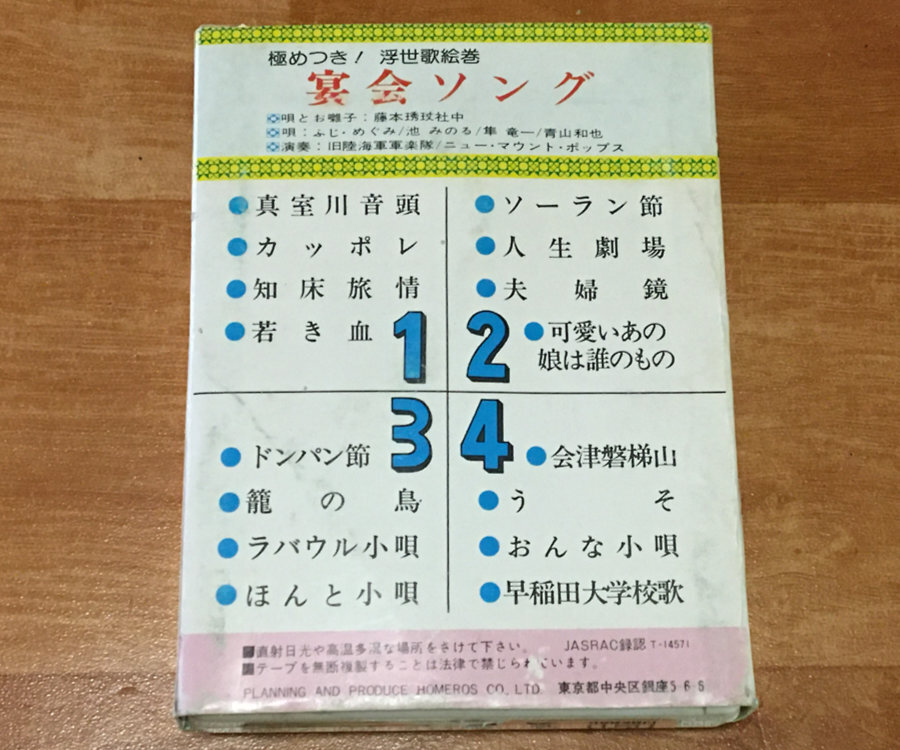 極めつき! 浮世歌絵巻
宴会ソング
唄とお囃子:藤本琇玟社中
唄:ふじ・めぐみ/池 みのる/隼 竜一/青山和也
演奏:旧陸海軍軍楽隊/ニュー・マウント・ポップス
1
真室川音頭
カッポレ
知床旅情
若き血
2
ソーラン節
人生劇場
夫婦鏡
可愛いあの
娘は誰のもの
3
ドンパン節
籠の鳥
ラバウル小唄
ほんと小唄
4
会津磐梯山
うそ
おんな小唄
早稲田大学校歌
直射日光や高温多湿な場所をさけて下さい。 JASRAC録認 T-14571
テープを無断複製することは法律で禁じられています。
PLANNING AND PRODUCE HOMEROS CO., LTD. 東京都中央区銀座5-6-5